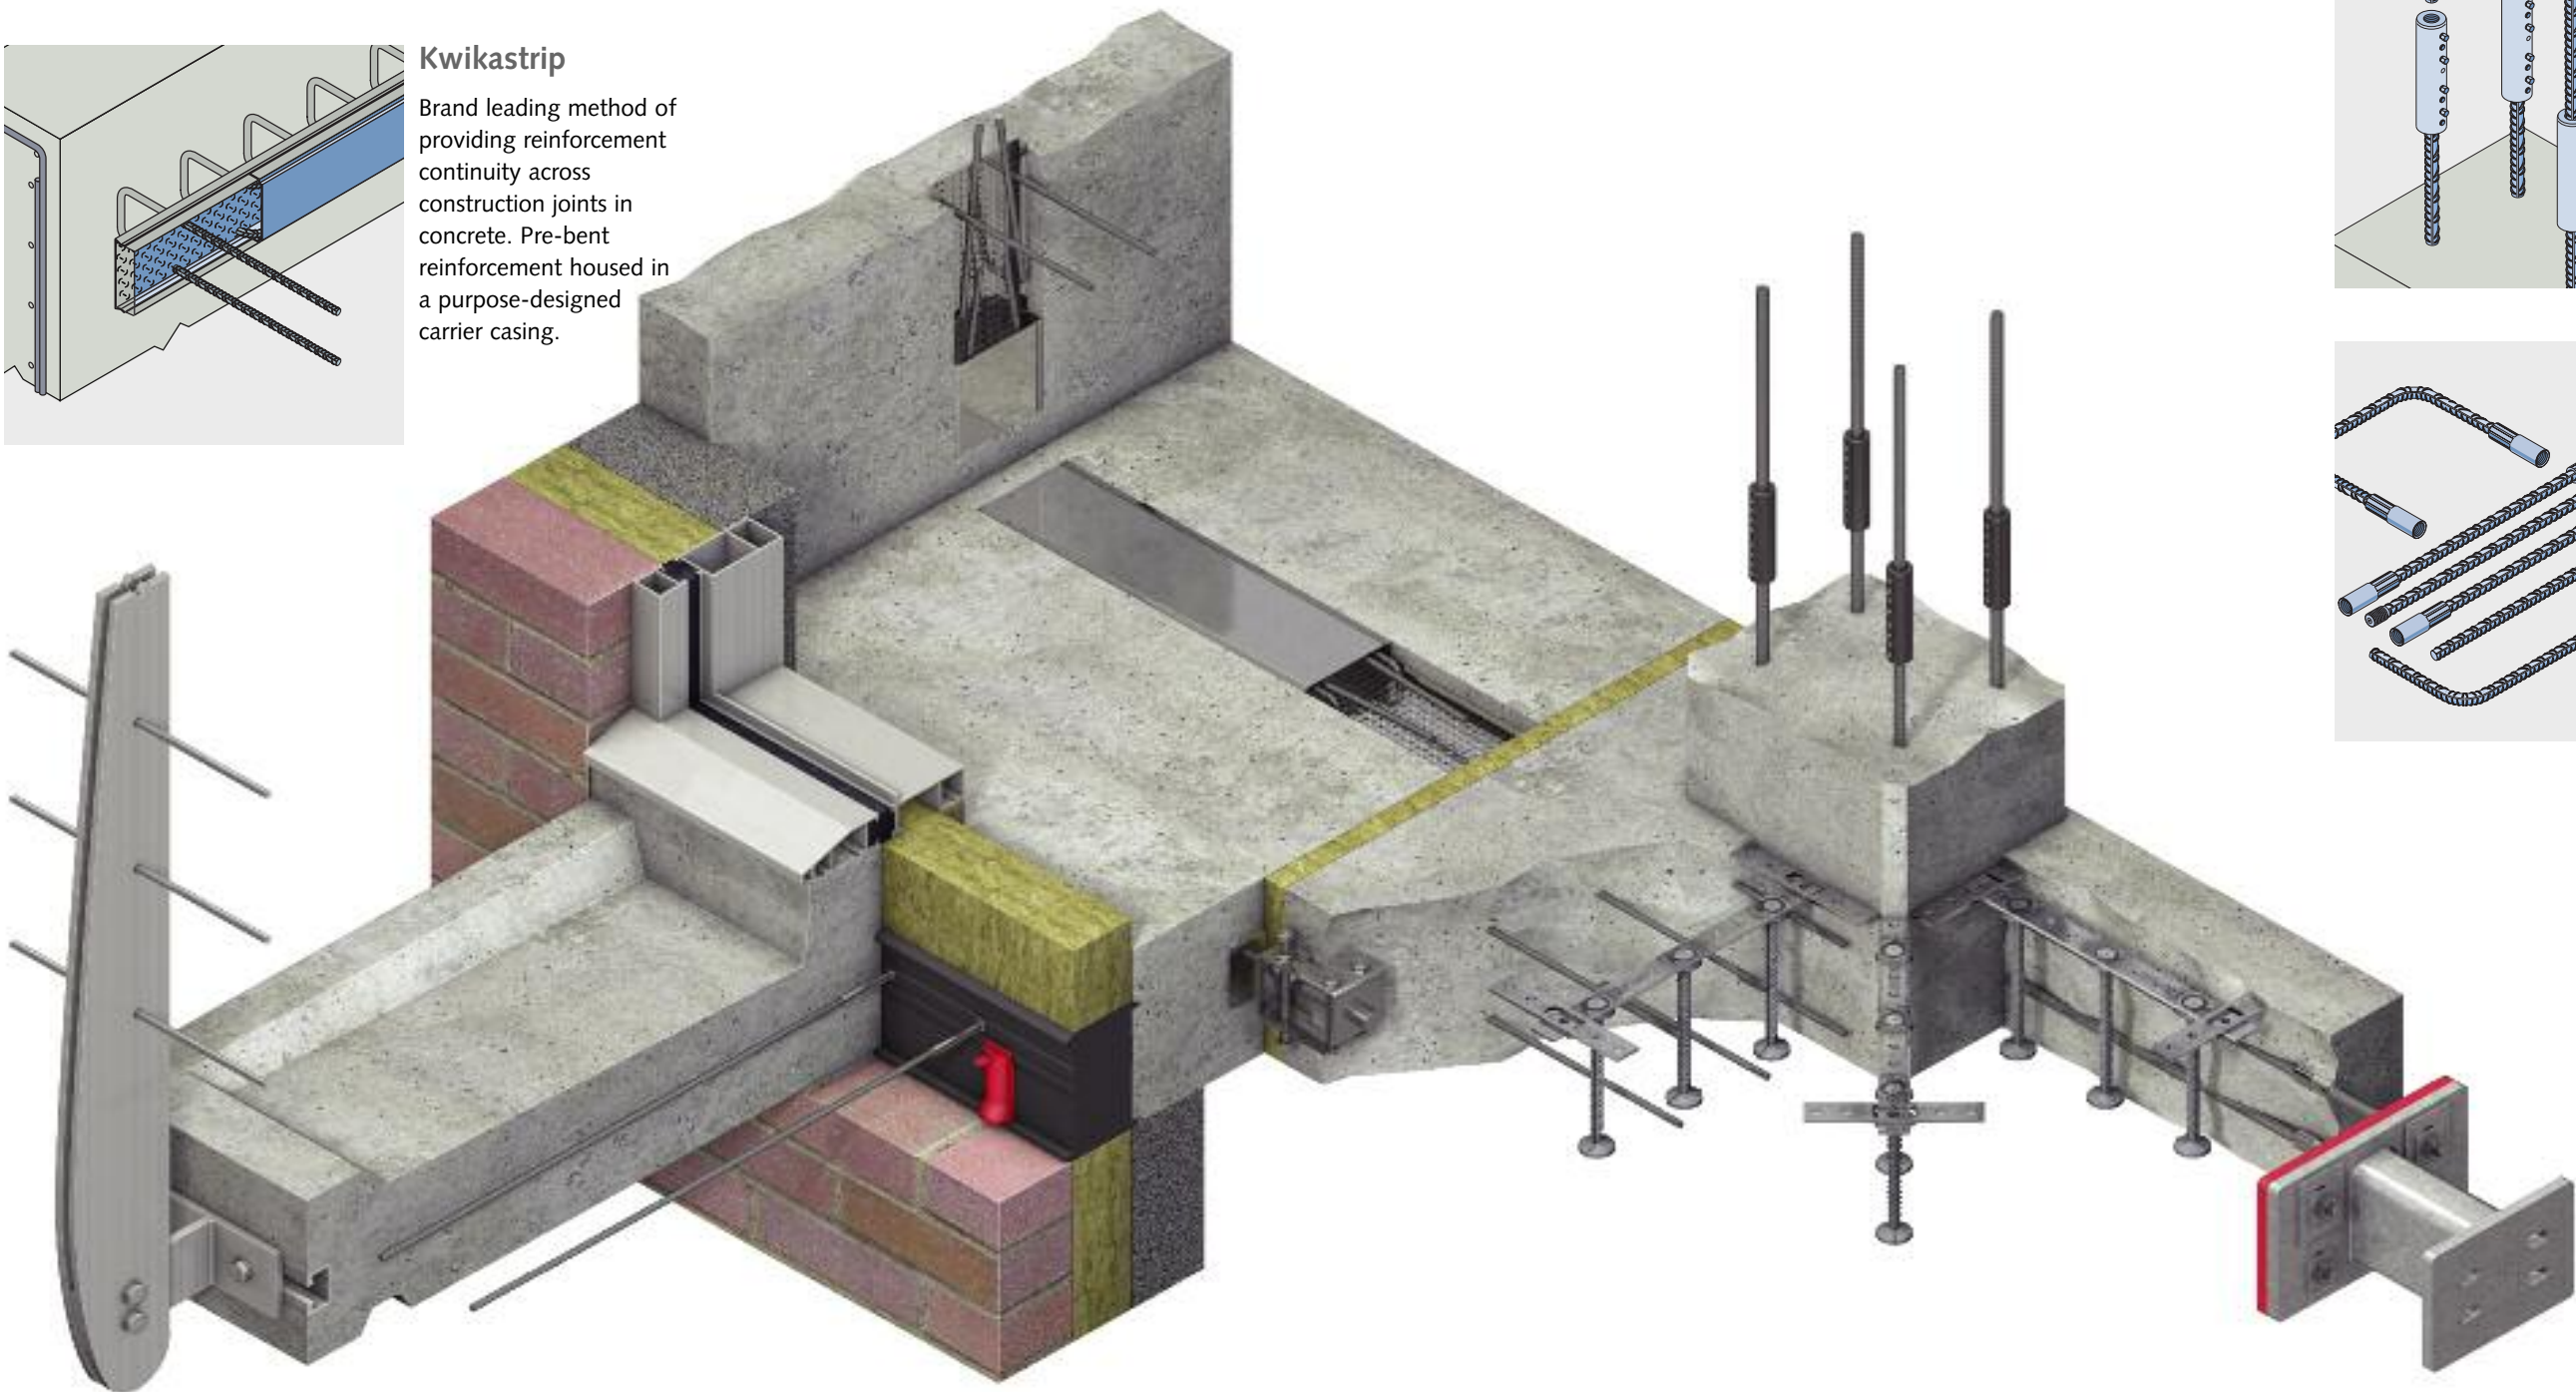 Kwikastrip
Brand leading method of
providing reinforcement
continuity across
construction joints in
concrete. Pre-bent
reinforcement housed in
a purpose-designed
carrier casing.